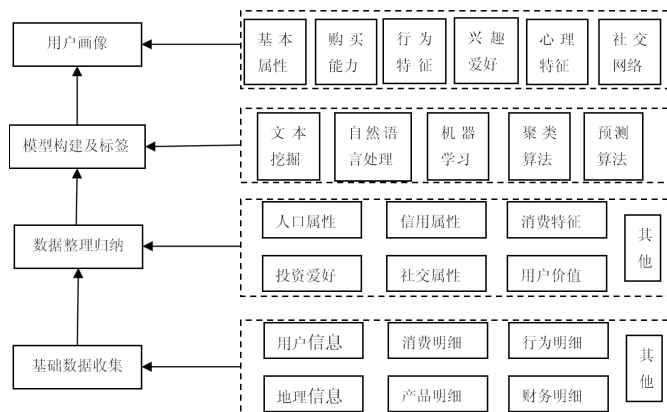 用户画像
基本
属性
购买
能力
行为
特征
兴趣
爱好
心理
特征
社交
网络
模型构建及标签
文本
挖掘
自然语
言处理
机器
学习
聚类
算法
预测
算法
数据整理归纳
人口属性
信用属性
消费特征
投资爱好
社交属性
用户价值
其
他
基础数据收集
用户信息
消费明细
行为明细
地理信息
产品明细
财务明细
其
他